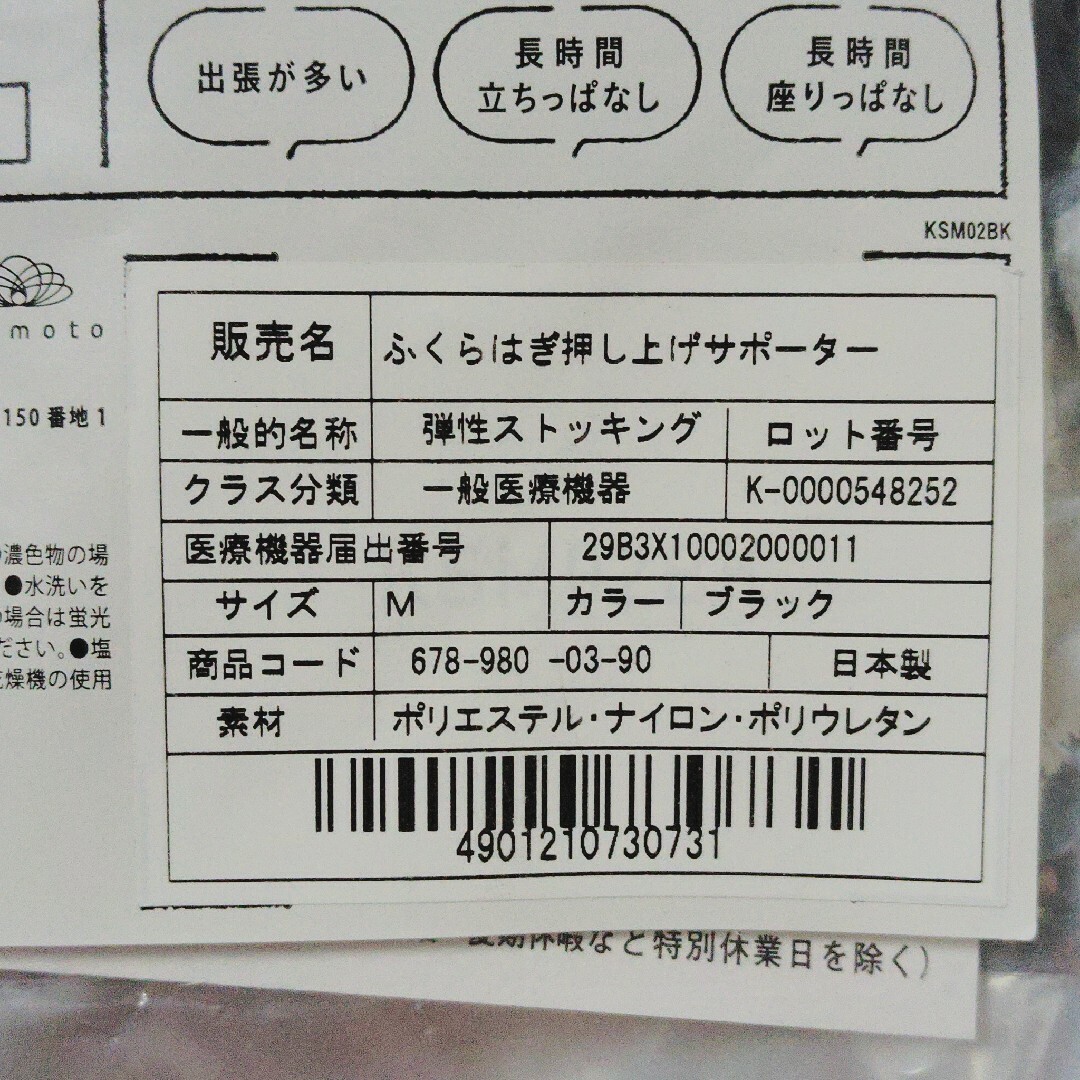 出張が多い
長時間
立ちっぱなし
長時間
座りっぱなし
KSM02BK
moto
150番地1
濃色物の場
●水洗いを
場合は蛍光
ださい。●塩
燥機の使用
販売名 ふくらはぎ押し上げサポーター
一般的名称 弾性ストッキング ロット番号
クラス分類 一般医療機器 K-0000548252
医療機器届出番号 29B3X10002000011
サイズ M カラー ブラック
商品コード 678-980 -03-90 日本製
素材 ポリエステル・ナイロン・ポリウレタン
4901210730731
休暇など特別休業日を除く）